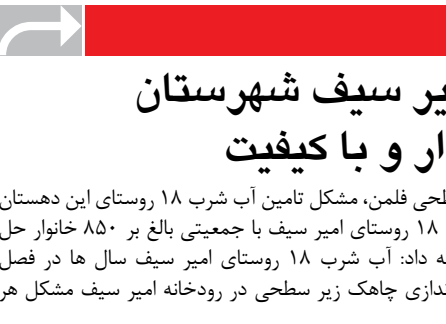 یر سیف شهرستان
ار و با کیفیت
طحی فلمن، مشکل تامین آب شرب ۱۸ روستای این دهستان
۱۸ روستای امیر سیف با جمعیتی بالغ بر ۸۵۰ خانوار حل
ه داد: آب شرب ۱۸ روستای امیر سیف سال ها در فصل
ندازی چاهک زیر سطحی در رودخانه امیر سیف مشکل هر